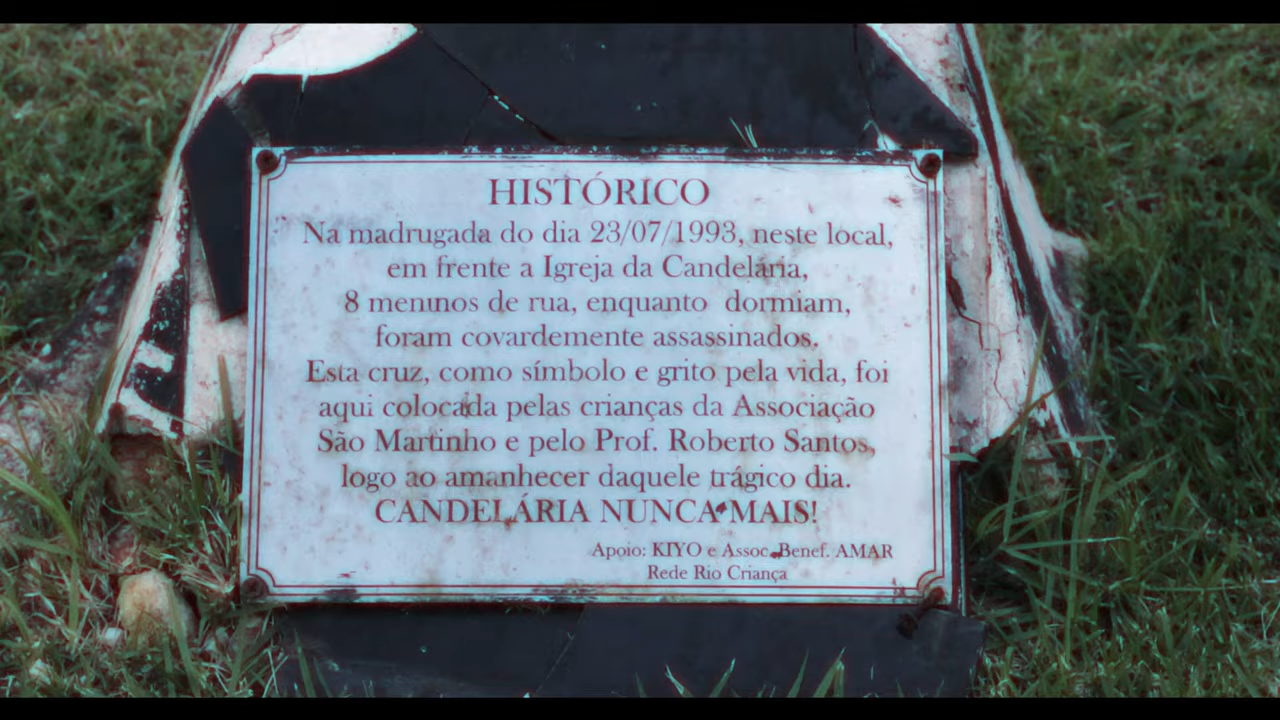 HISTÓRICO
Na madrugada do dia 23/07/1993, neste local,
em frente a Igreja da Candelária,
8 meninos de rua, enquanto dormiam,
foram covardemente assassinados.
Esta cruz, como símbolo e grito pela vida, foi
aqui colocada pelas crianças da Associação
São Martinho e pelo Prof. Roberto Santos,
logo ao amanhecer daquele trágico dia.
CANDELÁRIA NUNCA MAIS!
Apoio: KIYO e Assoc. Benef. AMAR
Rede Rio Criança